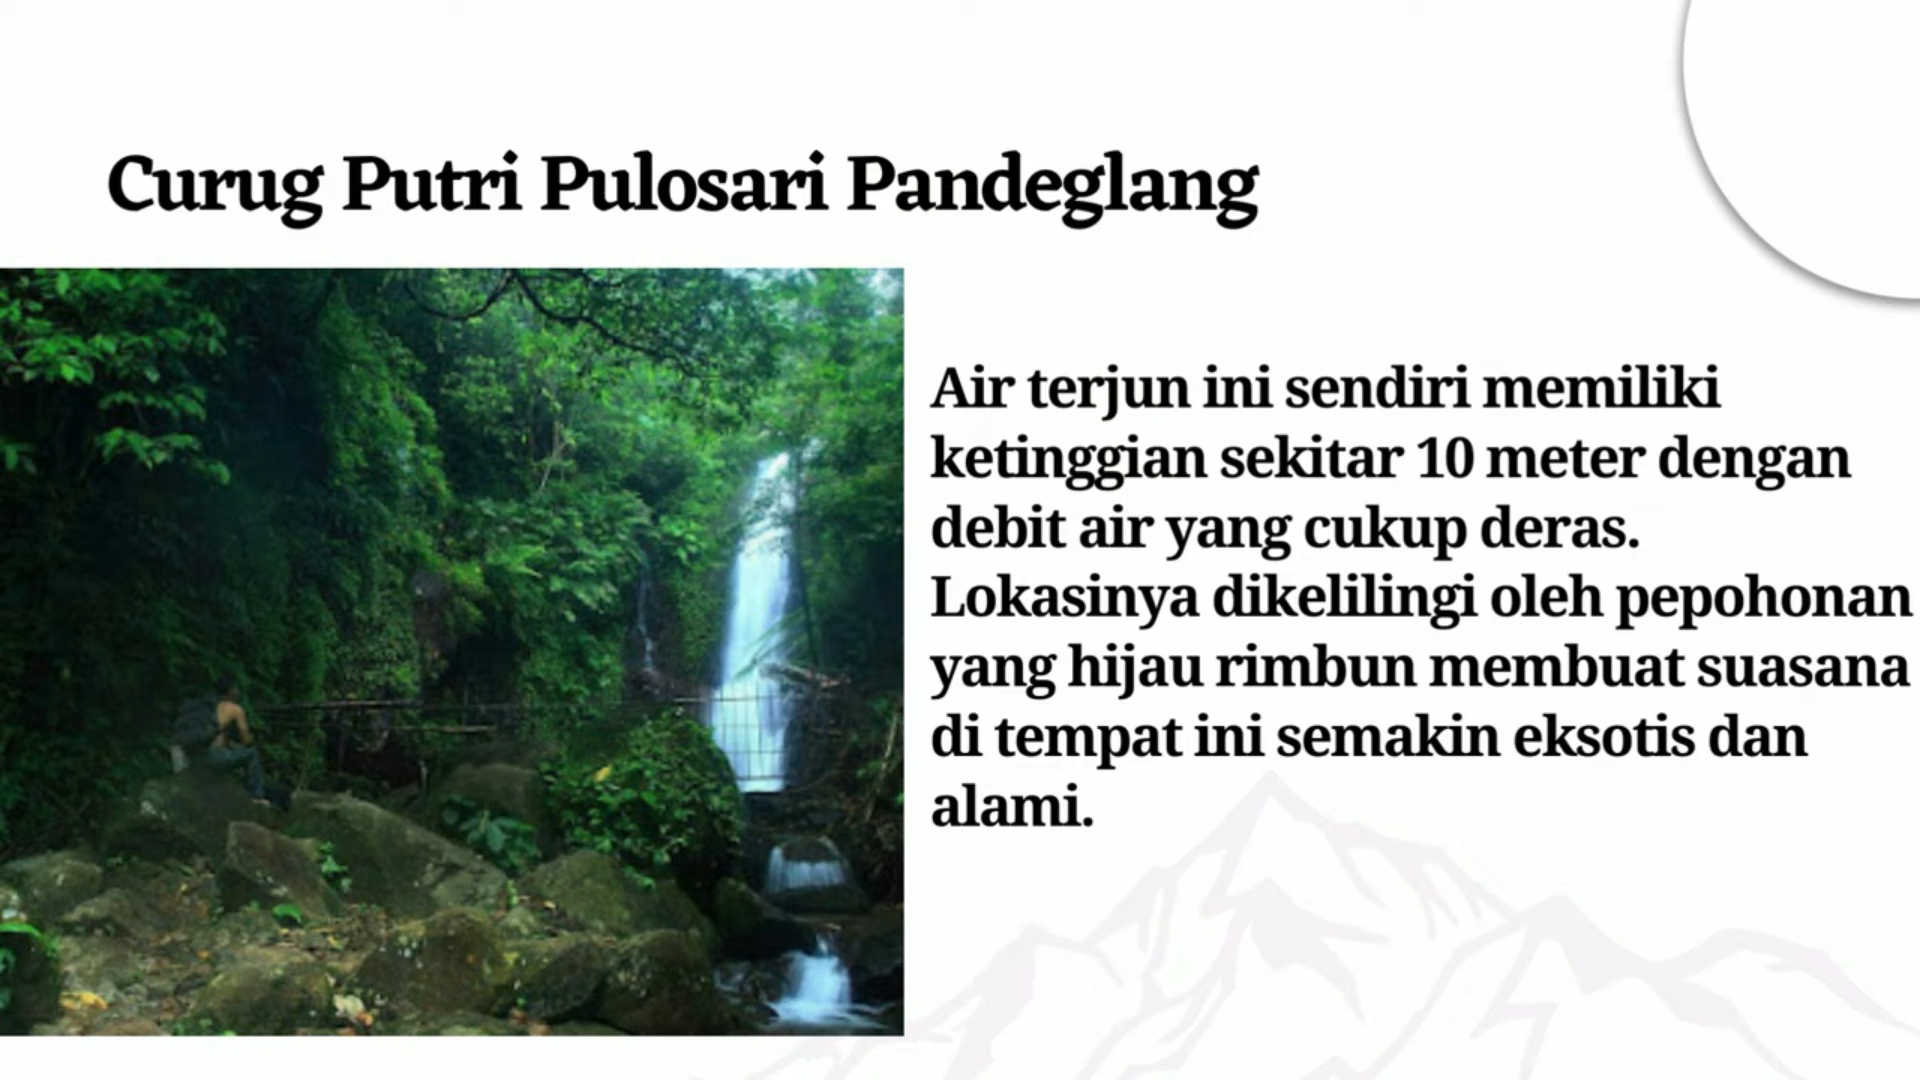 Curug Putri Pulosari Pandeglang
Air terjun ini sendiri memiliki
ketinggian sekitar 10 meter dengan
debit air yang cukup deras.
Lokasinya dikelilingi oleh pepohonan
yang hijau rimbun membuat suasana
di tempat ini semakin eksotis dan
alami.